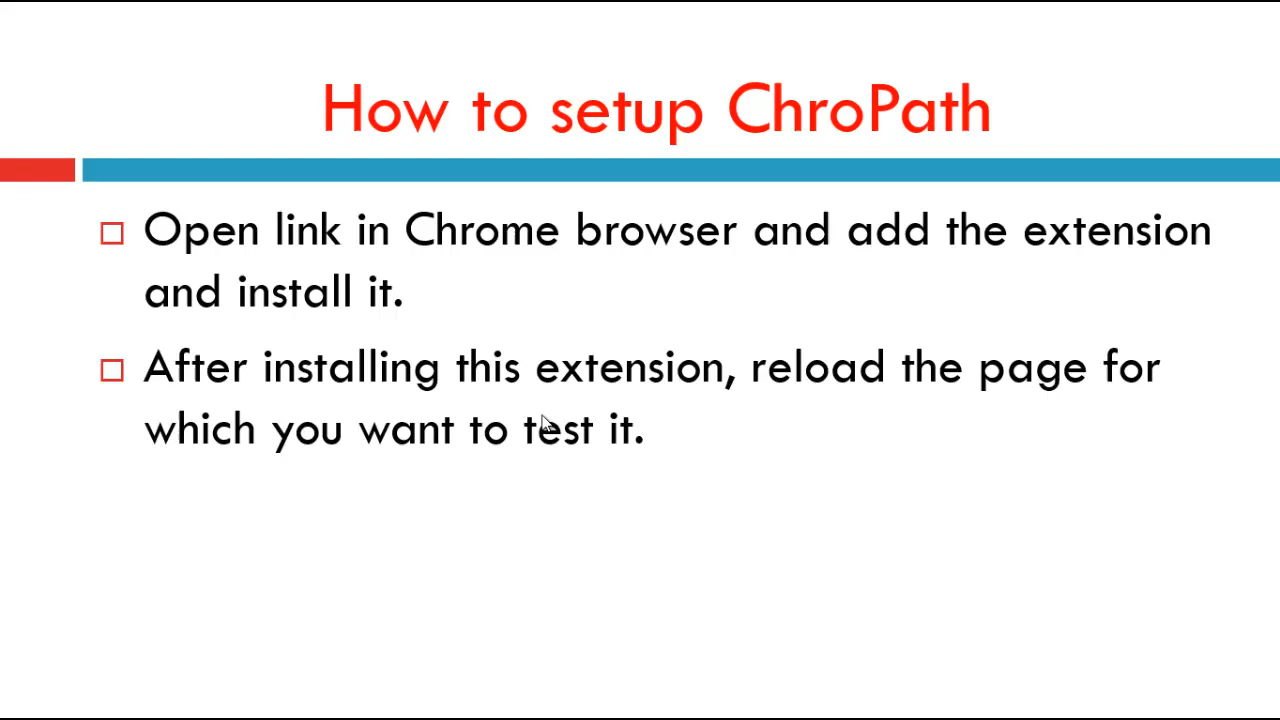 How to setup ChroPath
Open link in Chrome browser and add the extension
and install it.
After installing this extension, reload the page for
which you want to test it.